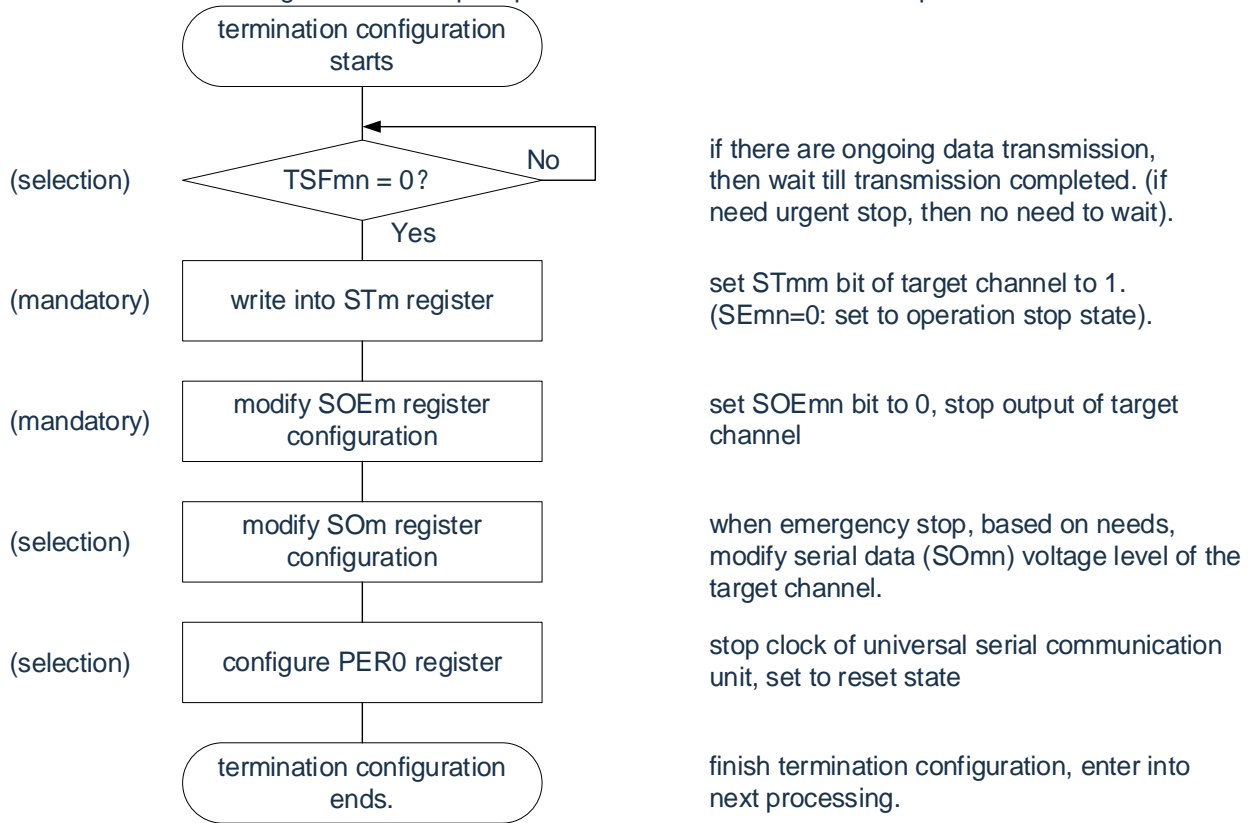 termination configuration
starts
(selection)
TSFmn = 0?
No
Yes
if there are ongoing data transmission,
then wait till transmission completed. (if
need urgent stop, then no need to wait).
(mandatory)
write into STm register
set STmm bit of target channel to 1.
(SEmn=0: set to operation stop state).
(mandatory)
modify SOEm register
configuration
set SOEmn bit to 0, stop output of target
channel
(selection)
modify SOm register
configuration
when emergency stop, based on needs,
modify serial data (SOmn) voltage level of the
target channel.
(selection)
configure PER0 register
stop clock of universal serial communication
unit, set to reset state
termination configuration
ends.
finish termination configuration, enter into
next processing.